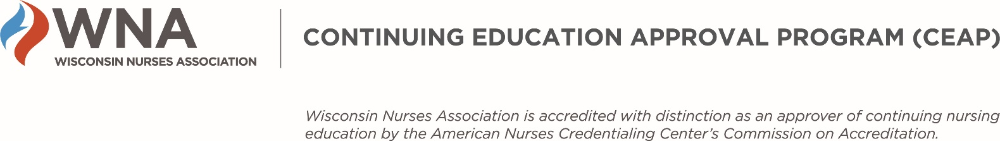 WNA
WISCONSIN NURSES ASSOCIATION
CONTINUING EDUCATION APPROVAL PROGRAM (CEAP)
Wisconsin Nurses Association is accredited with distinction as an approver of continuing nursing
education by the American Nurses Credentialing Center’s Commission on Accreditation.